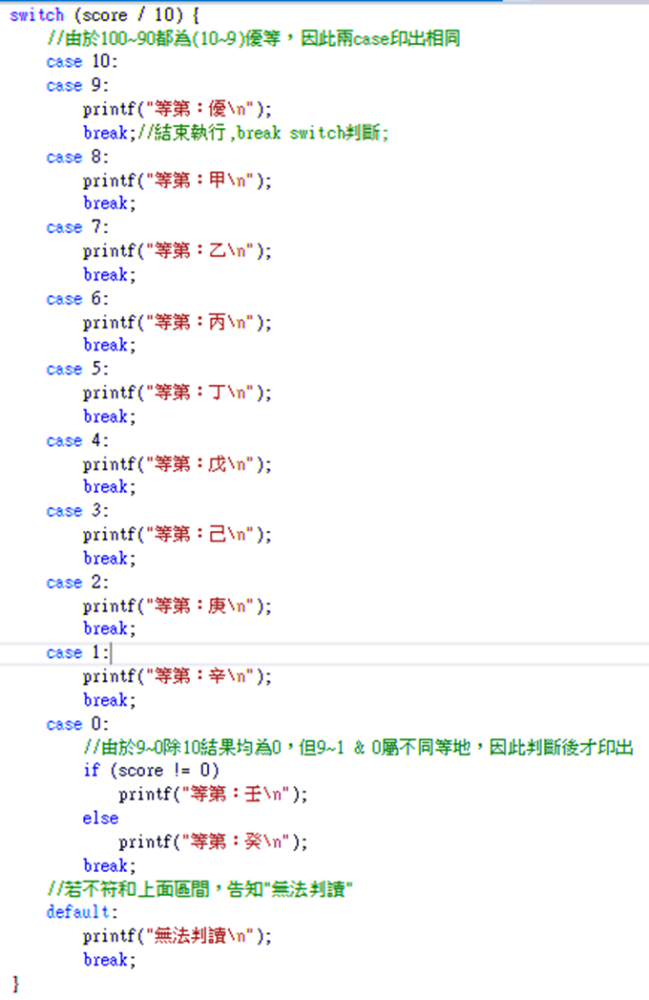 switch (score / 10) {
//由於100~90都為(10~9)優等，因此兩case印出相同
case 10:
case 9:
printf("等第：優\n");
break;//結束執行,break switch判斷;
case 8:
printf("等第：甲\n");
break;
case 7:
printf("等第：乙\n");
break;
case 6:
printf("等第：丙\n");
break;
case 5:
printf("等第：丁\n");
break;
case 4:
printf("等第：戊\n");
break;
case 3:
printf("等第：己\n");
break;
case 2:
printf("等第：庚\n");
break;
case 1:
printf("等第：辛\n");
break;
case 0:
//由於9~0除10結果均為0，但9~1 & 0屬不同等地，因此判斷後才印出
if (score != 0)
printf("等第：壬\n");
else
printf("等第：癸\n");
break;
//若不符和上面區間，告知"無法判讀"
default:
printf("無法判讀\n");
break;
}